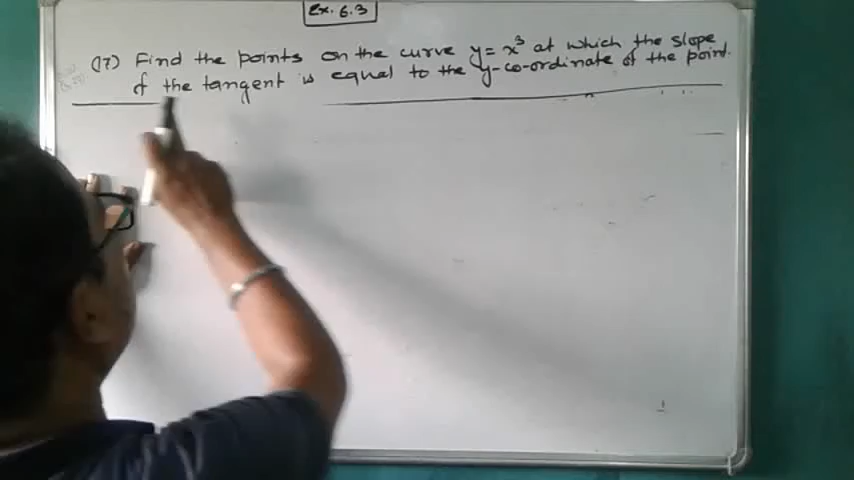 Ex. 6.3
(17) Find the points on the curve y = x³ at which the slope
of the tangent is equal to the y-co-ordinate of the point.